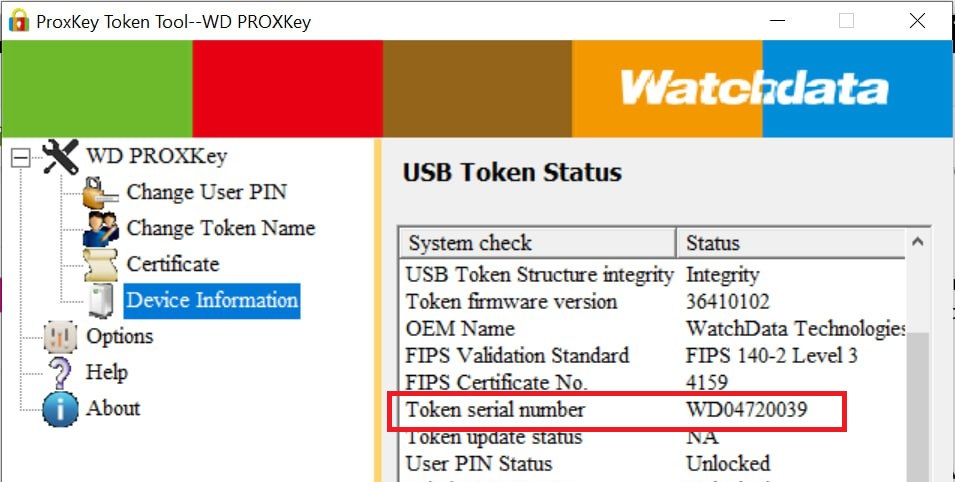 ProxKey Token Tool--WD PROXKey
Watchdata
WD PROXKey
Change User PIN
Change Token Name
Certificate
Device Information
Options
Help
About
USB Token Status
System check Status
USB Token Structure integrity Integrity
Token firmware version 36410102
OEM Name WatchData Technologies
FIPS Validation Standard FIPS 140-2 Level 3
FIPS Certificate No. 4159
Token serial number WD04720039
Token update status NA
User PIN Status Unlocked